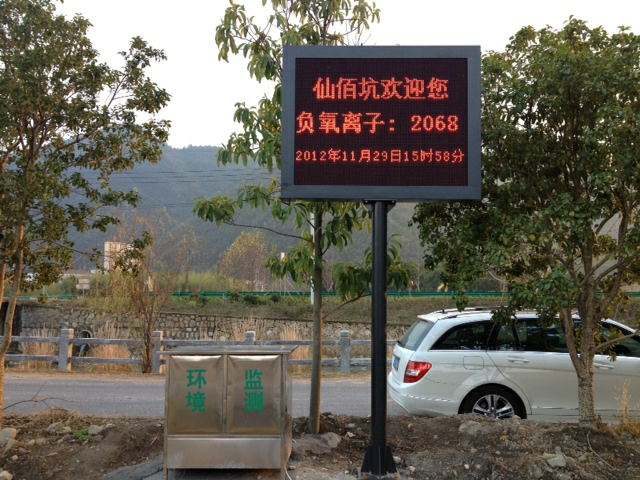 仙佰坑欢迎您
负氧离子：2068
2012年11月29日15时58分
环 监
境 测